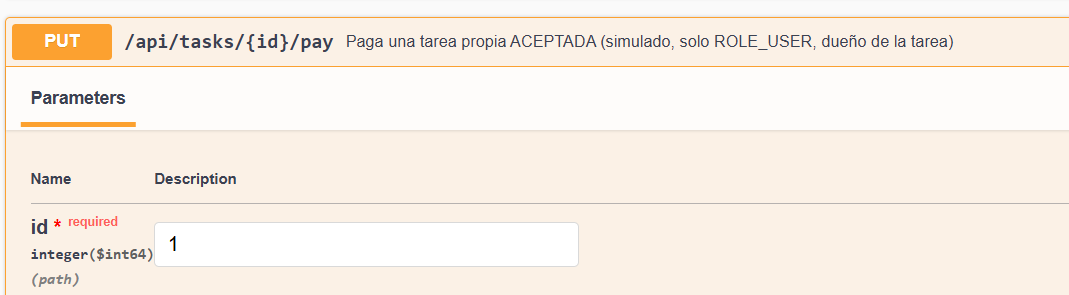 PUT /api/tasks/{id}/pay Paga una tarea propia ACEPTADA (simulado, solo ROLE_USER, dueño de la tarea)
Parameters
Name Description
id * required
integer($int64)
(path)
1